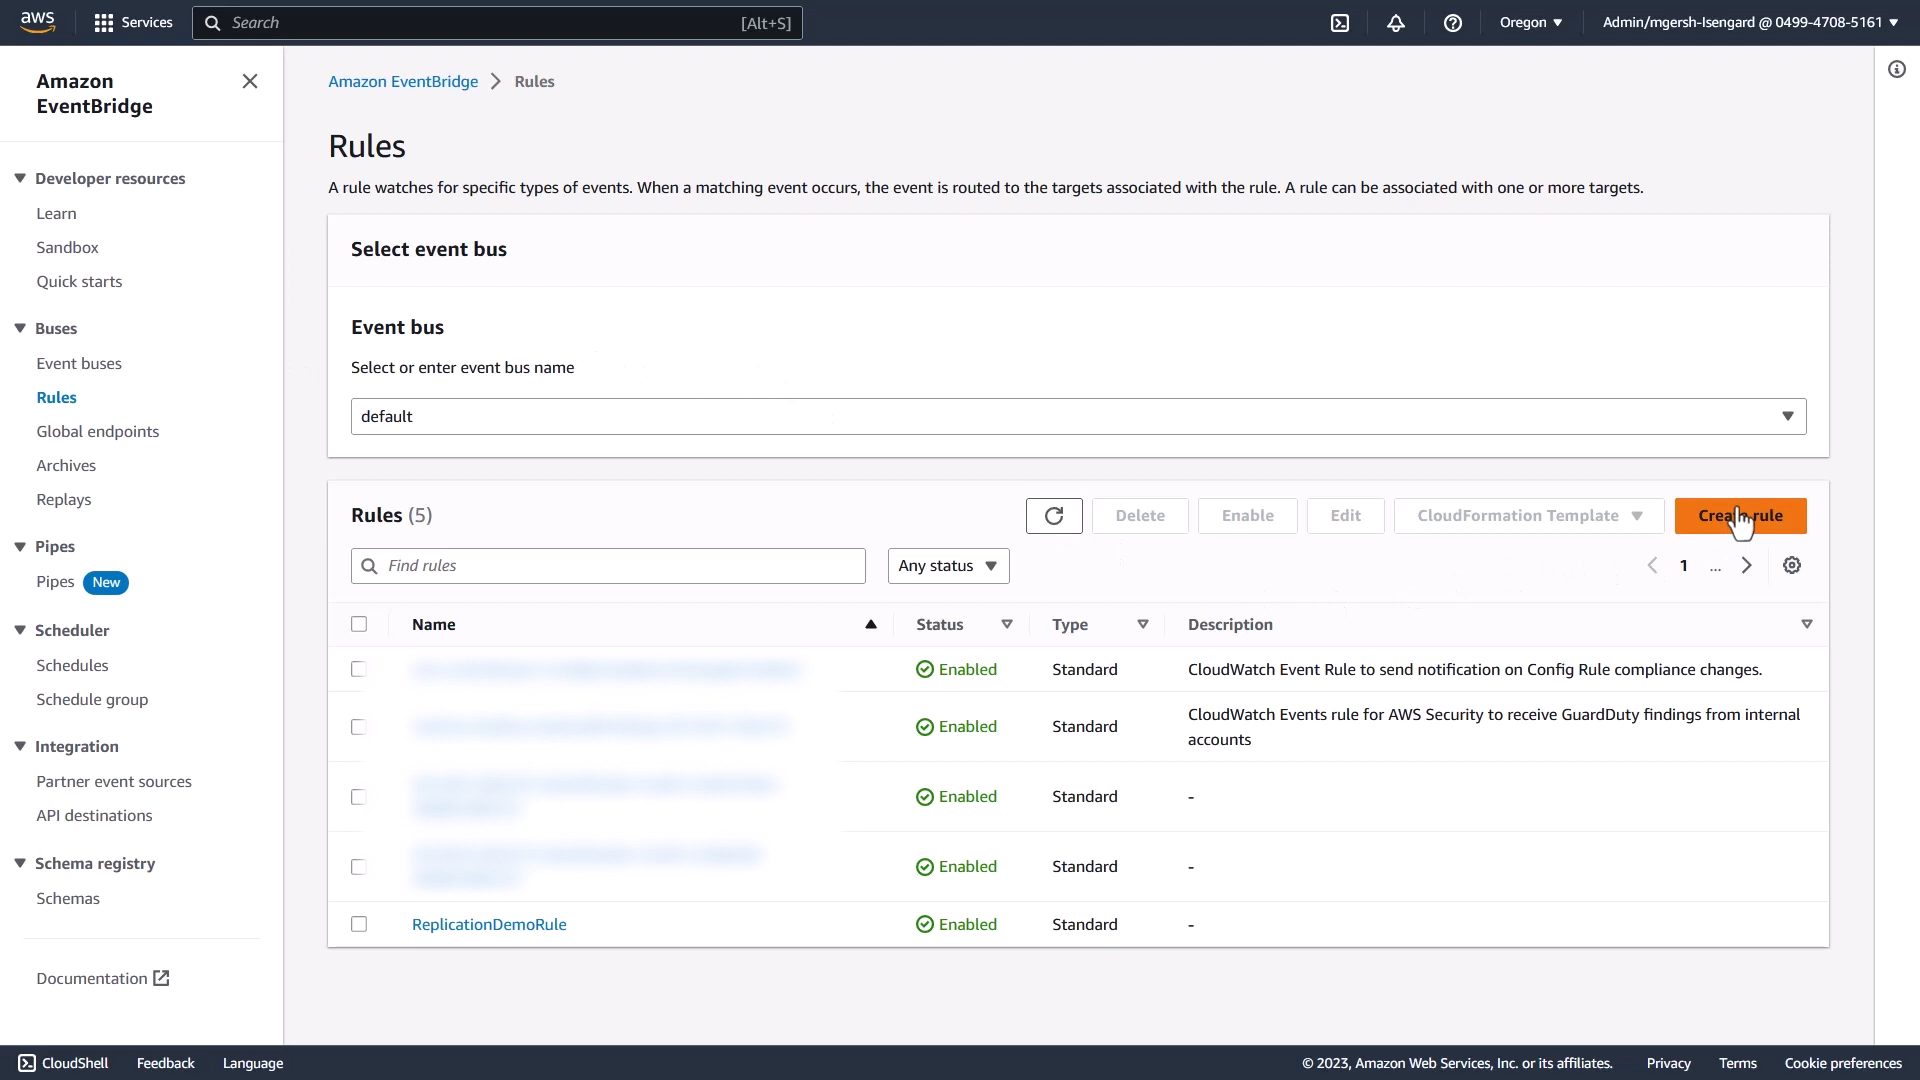 aws
Services
Search
[Alt+S]
Oregon
Admin/mgersh-Isengard @ 0499-4708-5161
Amazon
EventBridge
Developer resources
Learn
Sandbox
Quick starts
Buses
Event buses
Rules
Global endpoints
Archives
Replays
Pipes
Pipes New
Scheduler
Schedules
Schedule group
Integration
Partner event sources
API destinations
Schema registry
Schemas
Documentation
Amazon EventBridge > Rules
Rules
A rule watches for specific types of events. When a matching event occurs, the event is routed to the targets associated with the rule. A rule can be associated with one or more targets.
Select event bus
Event bus
Select or enter event bus name
default
Rules (5)
Delete
Enable
Edit
CloudFormation Template
Create rule
Find rules
Any status
1
...
Name
Status
Type
Description
Enabled
Standard
CloudWatch Event Rule to send notification on Config Rule compliance changes.
Enabled
Standard
CloudWatch Events rule for AWS Security to receive GuardDuty findings from internal
accounts
Enabled
Standard
-
Enabled
Standard
-
ReplicationDemoRule
Enabled
Standard
-
CloudShell
Feedback
Language
© 2023, Amazon Web Services, Inc. or its affiliates.
Privacy
Terms
Cookie preferences